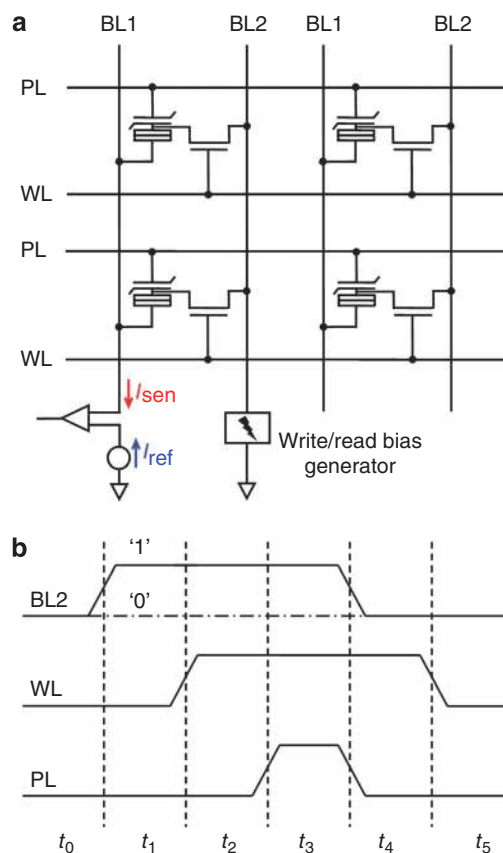 a
BL1 BL2 BL1 BL2
PL
WL
PL
WL
Isen
Iref
Write/read bias
generator
b
'1'
BL2 '0'
WL
PL
t0 t1 t2 t3 t4 t5